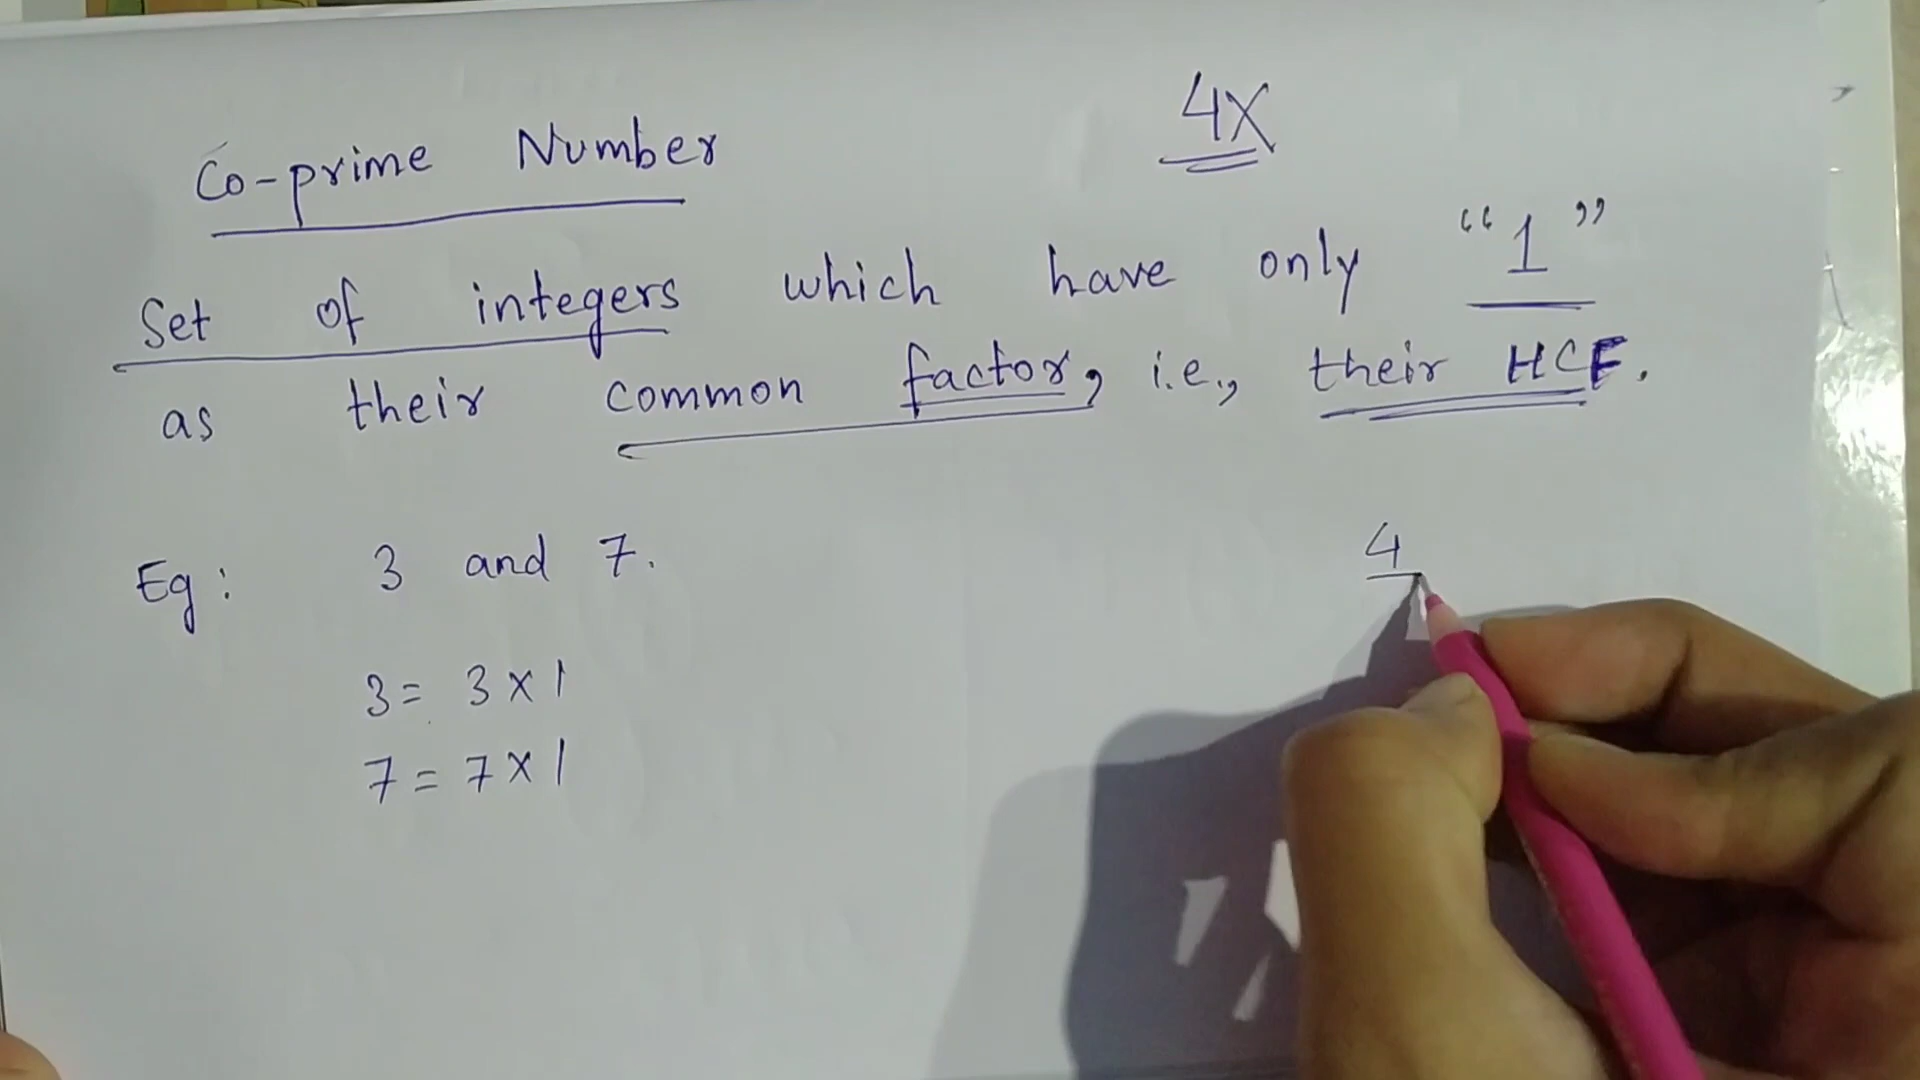 Co-prime Number
4X
Set of integers which have only “1”
as their common factor, i.e., their HCF.
Eg: 3 and 7.
4
3 = 3 × 1
7 = 7 × 1